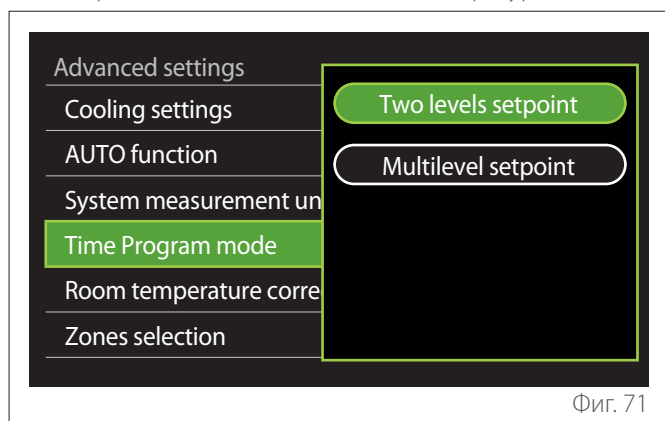 Advanced settings
Cooling settings
AUTO function
System measurement un
Time Program mode
Room temperature corre
Zones selection
Two levels setpoint
Multilevel setpoint
Фиг. 71